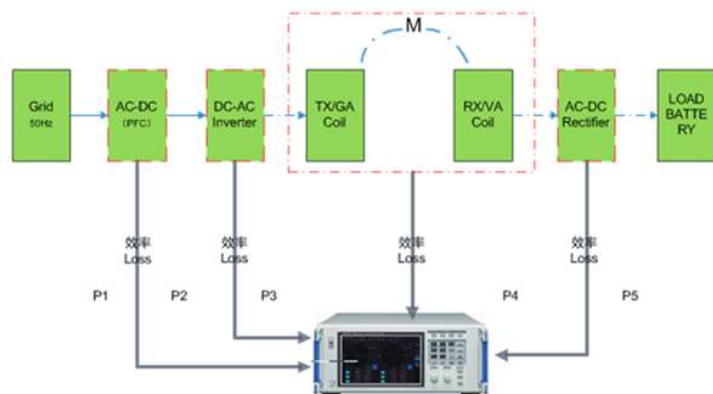 M
Grid
50Hz
AC-DC
(PFC)
DC-AC
Inverter
TX/GA
Coil
RX/VA
Coil
AC-DC
Rectifier
LOAD
BATTE
RY
效率
Loss
效率
Loss
效率
Loss
效率
Loss
P1
P2
P3
P4
P5